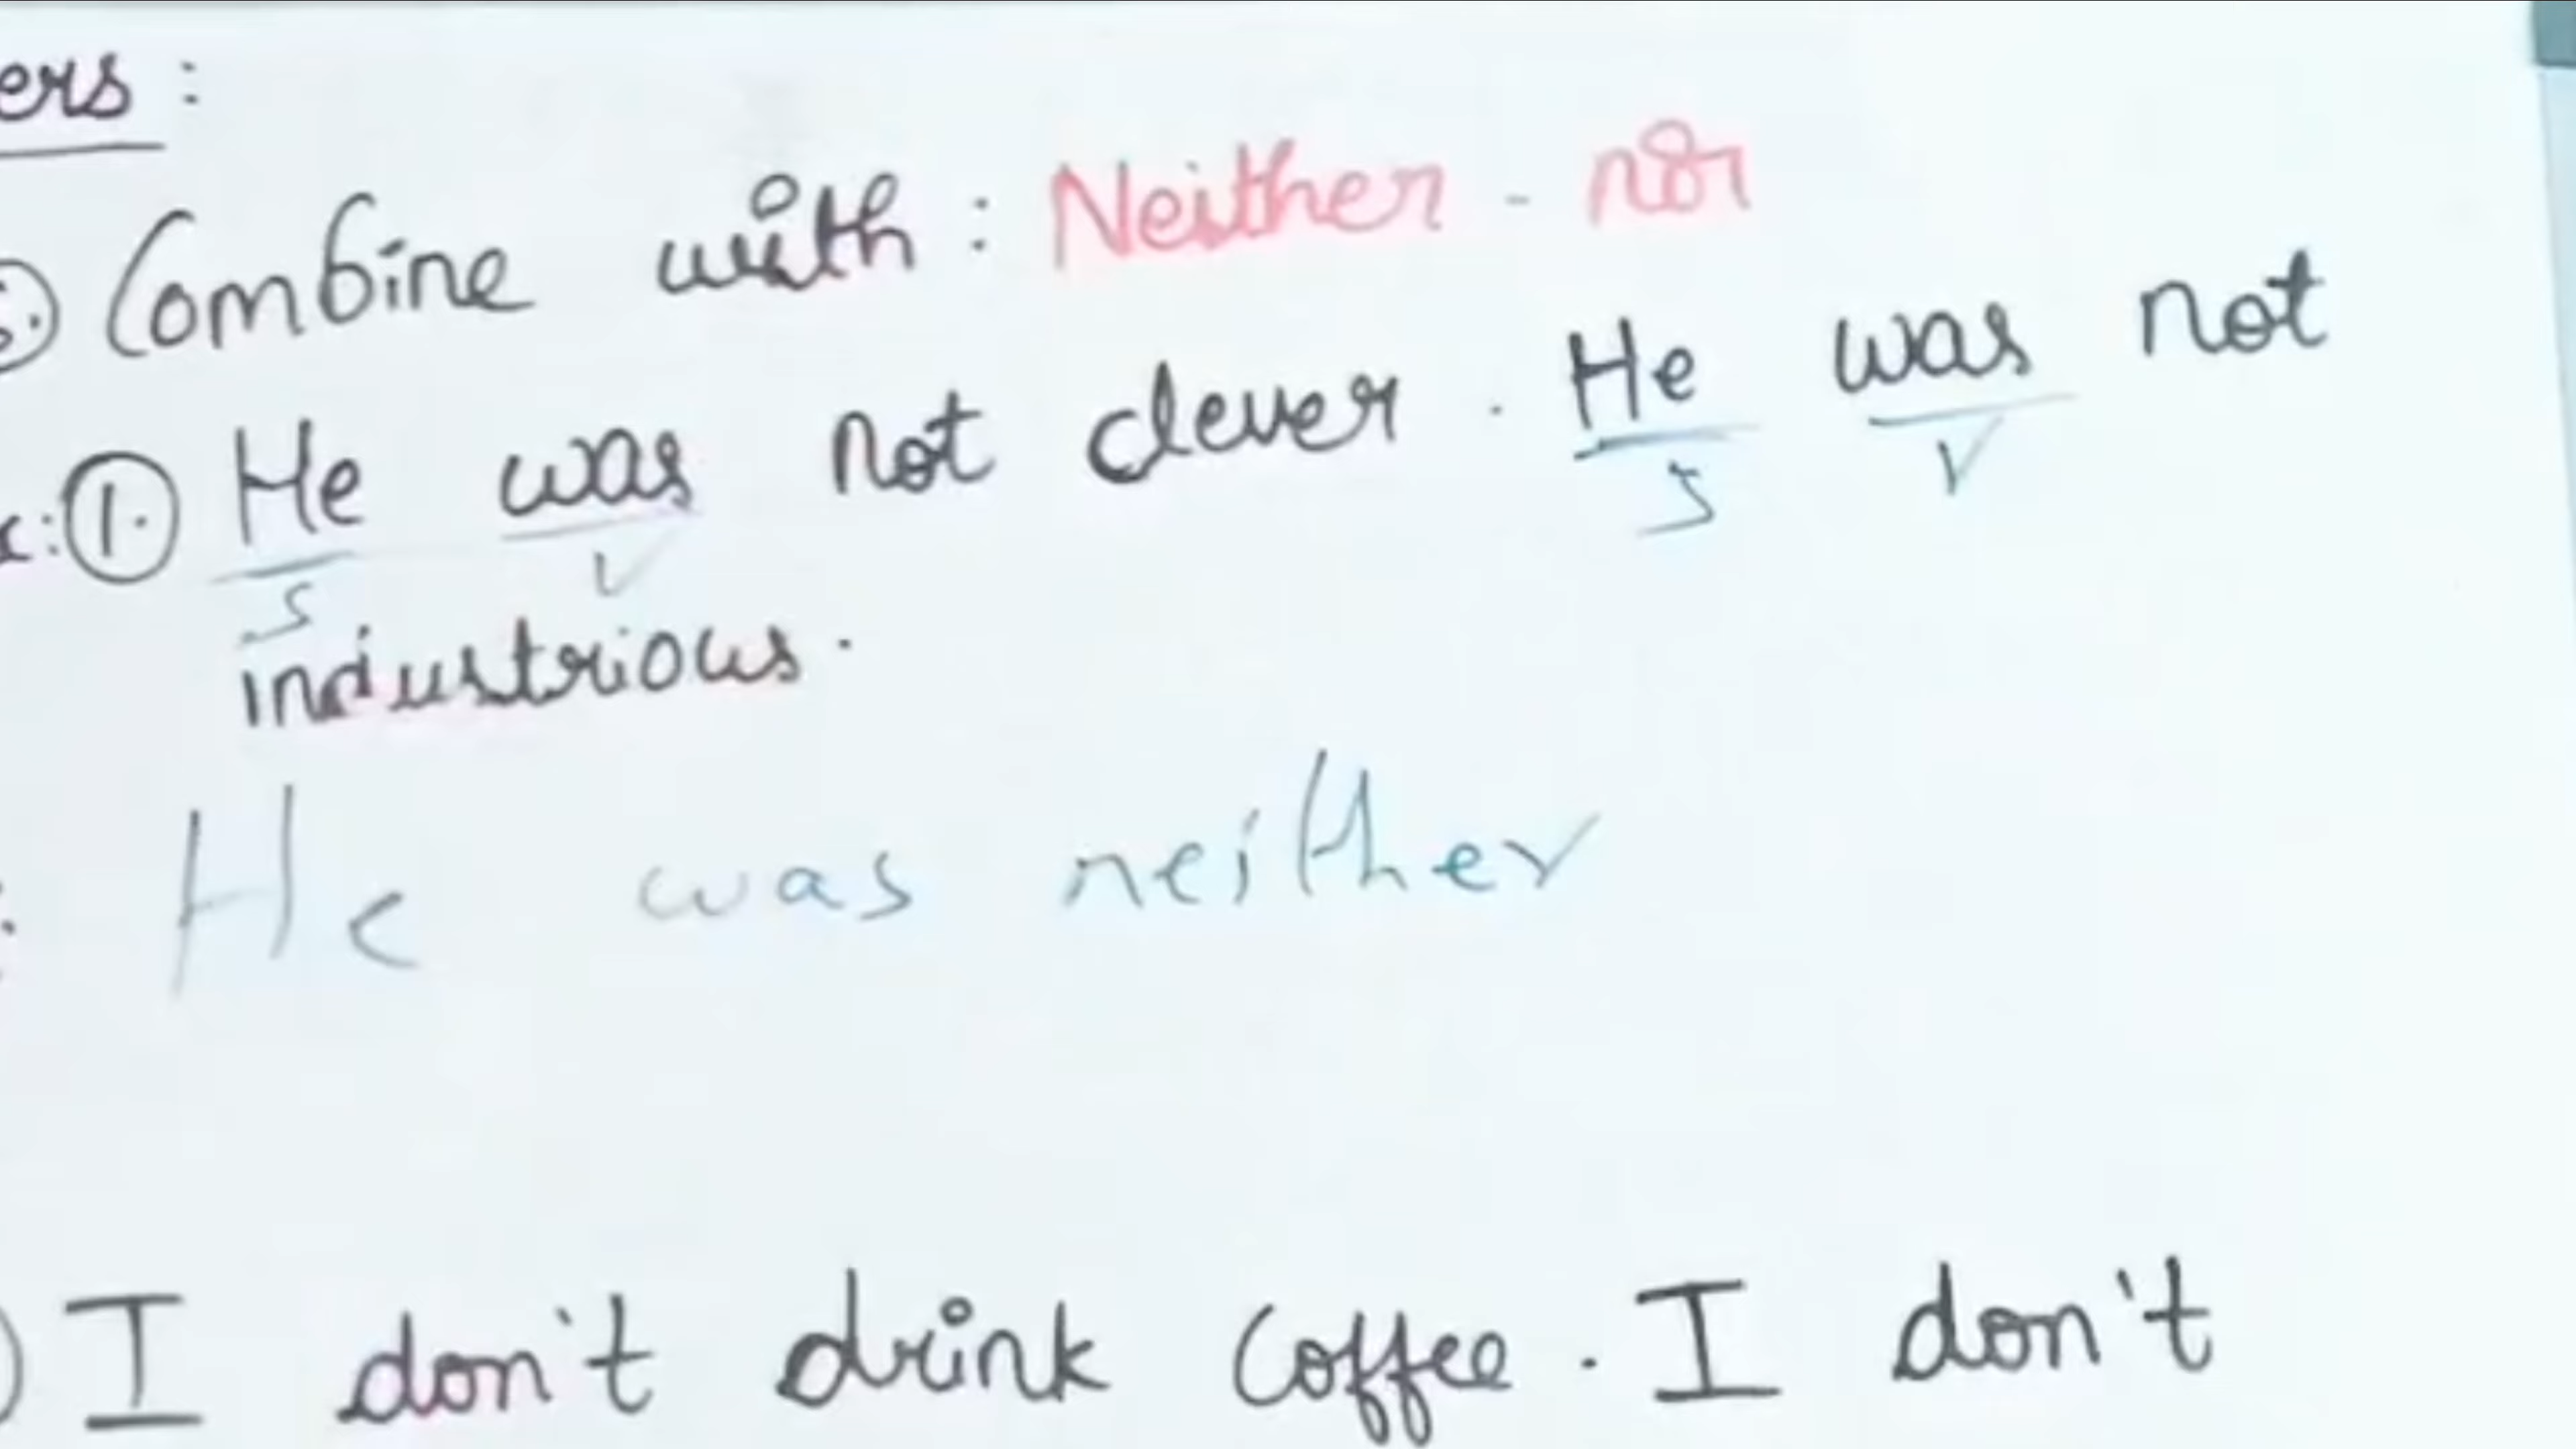 ers :
Combine with : Neither - nor
①. He was not clever . He was not
S V S V
industrious .
He was neither
I don't drink Coffee . I don't